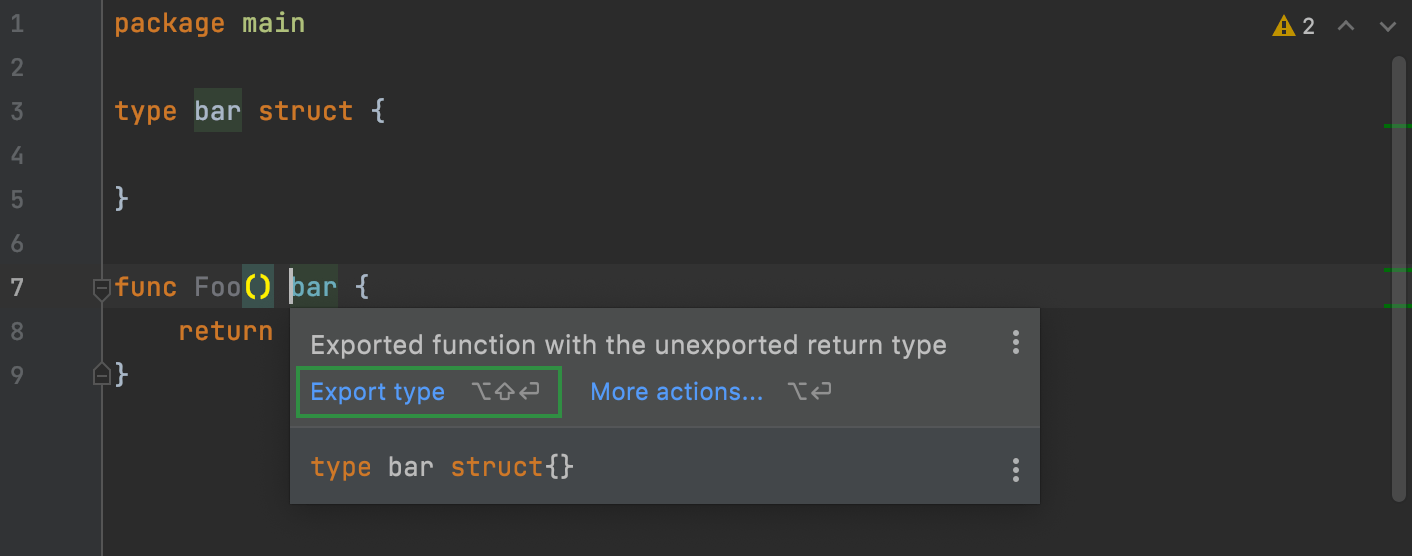 1 package main
2
3 type bar struct {
4
5 }
6
7 func Foo() bar {
8 return
9 }
⚠ 2
Exported function with the unexported return type
Export type ⌥⇧⏎ More actions... ⌥⏎
type bar struct{}